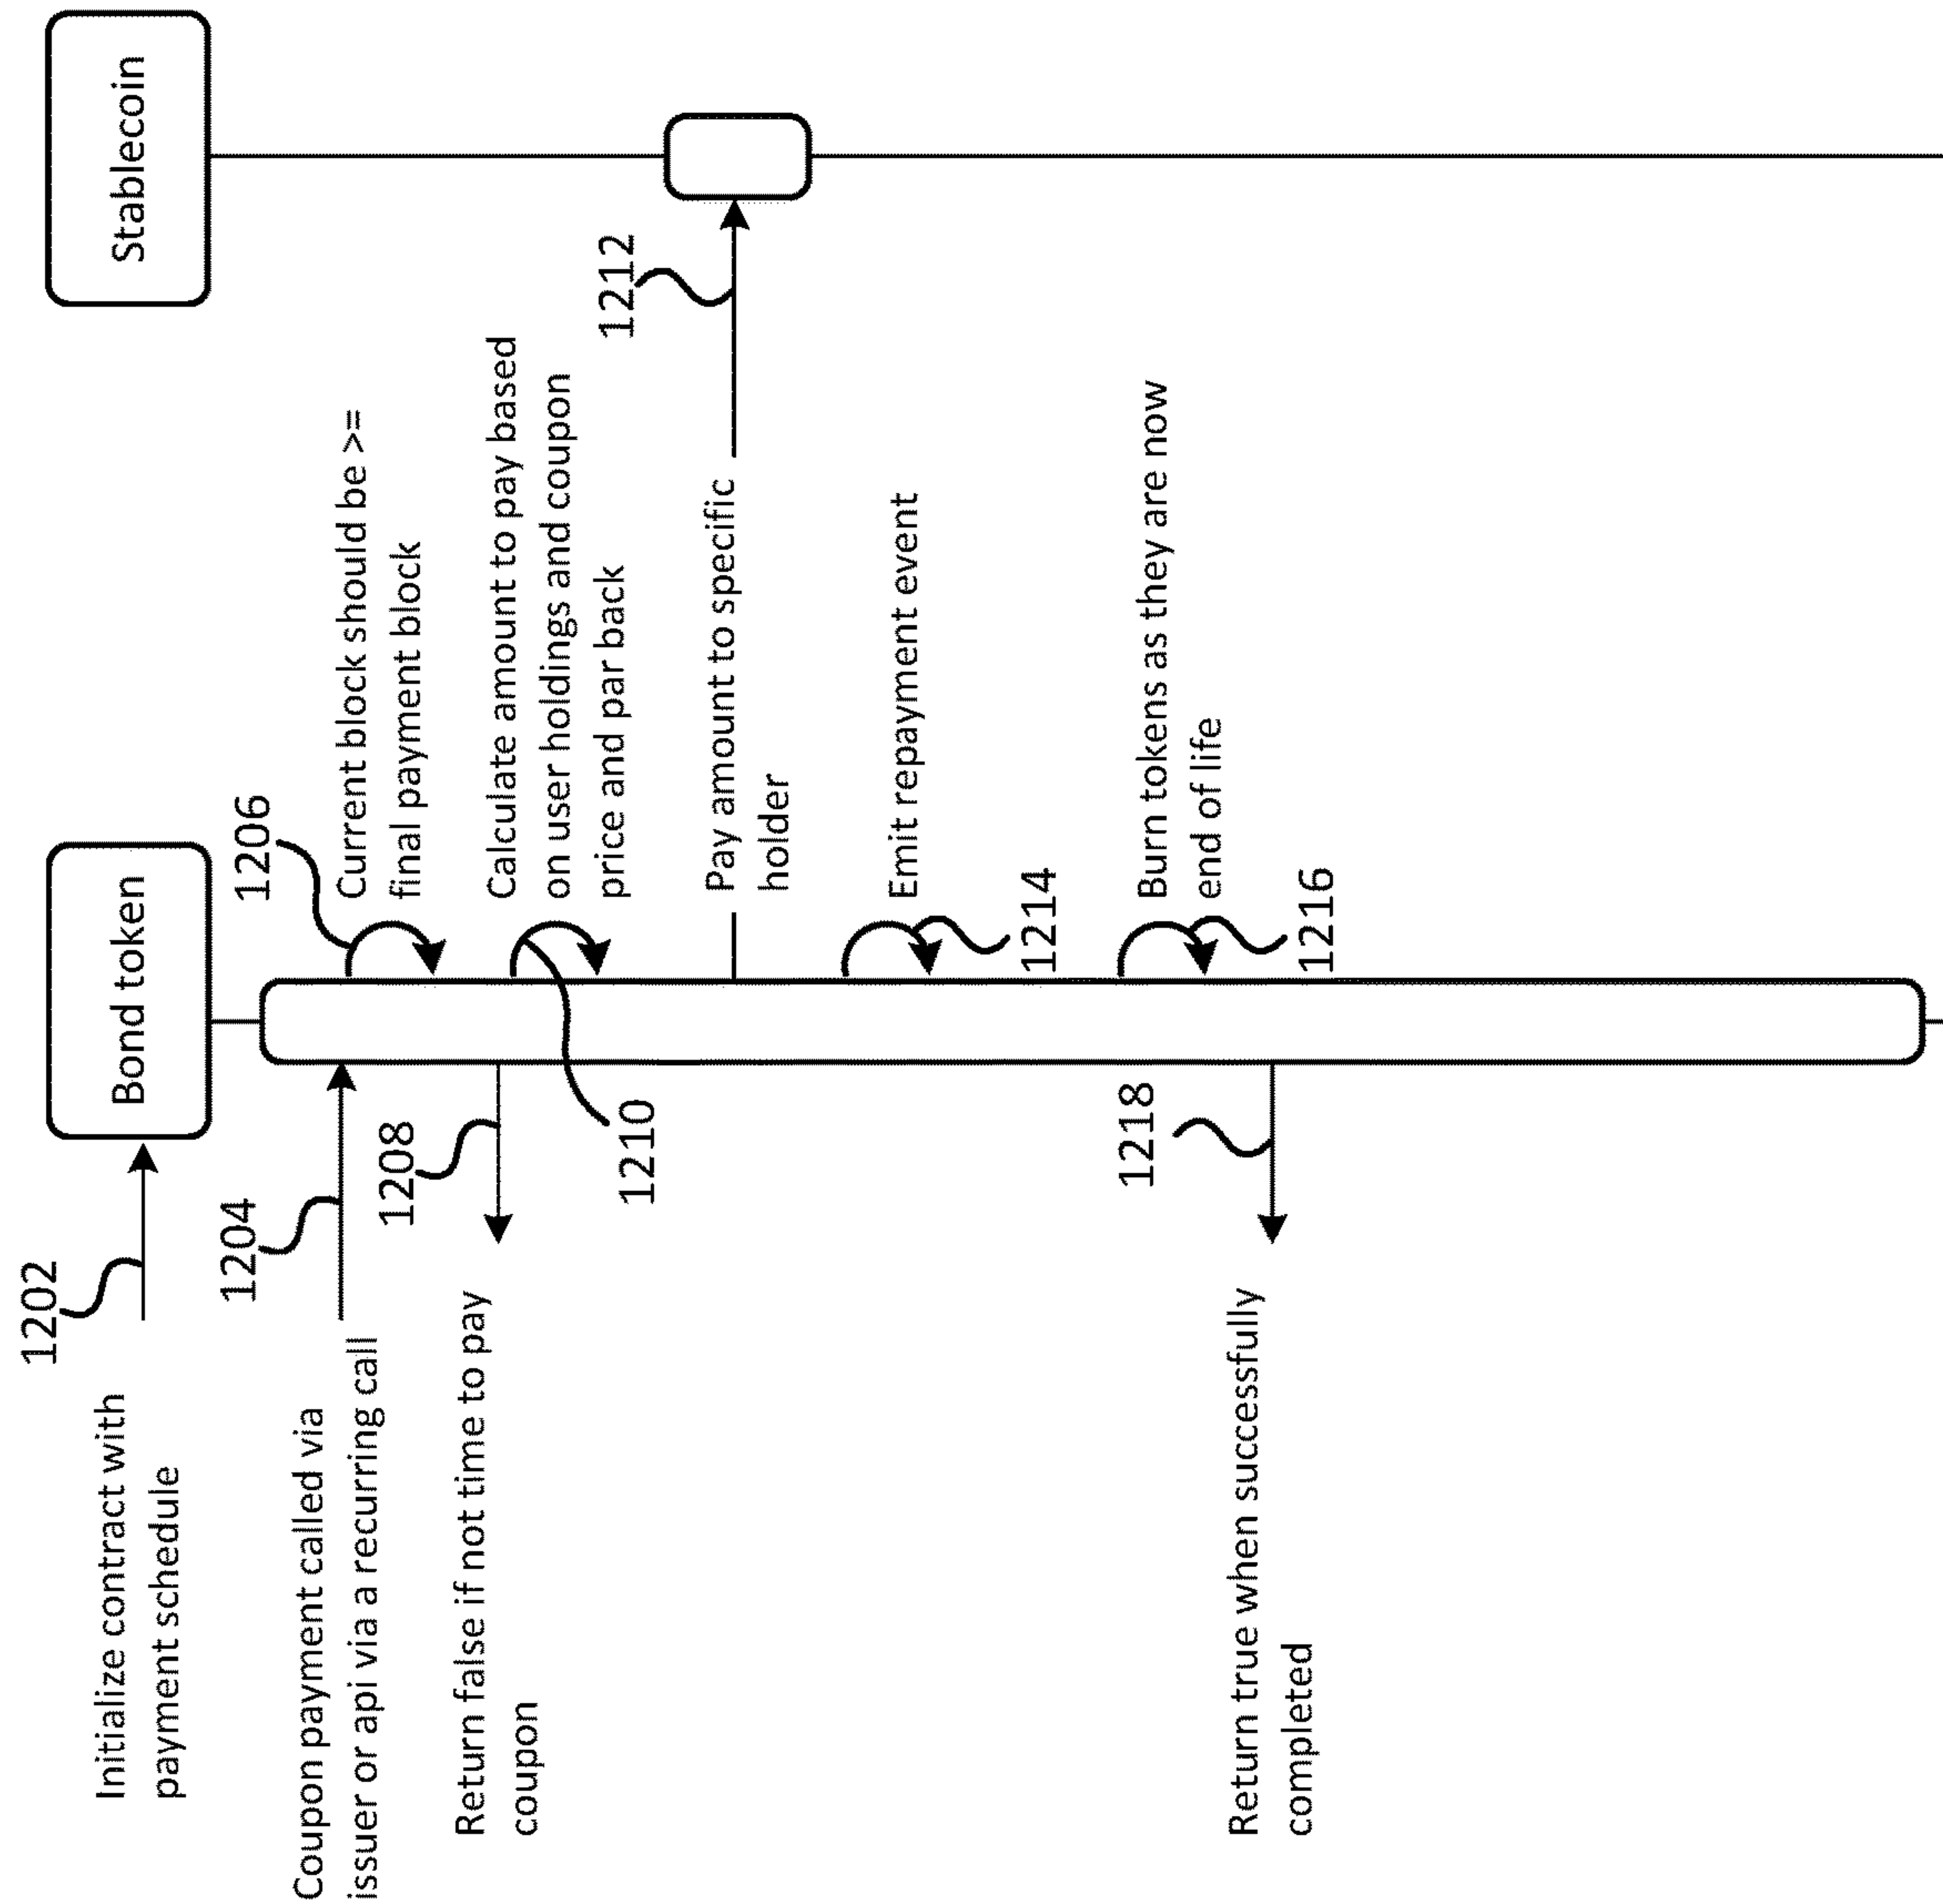 Bond token
Stablecoin
1202
Initialize contract with
payment schedule
1204
Coupon payment called via
issuer or api via a recurring call
1206
Current block should be >=
final payment block
1208
Return false if not time to pay
coupon
1210
Calculate amount to pay based
on user holdings and coupon
price and par back
1212
Pay amount to specific
holder
Emit repayment event
1214
Burn tokens as they are now
end of life
1216
1218
Return true when successfully
completed